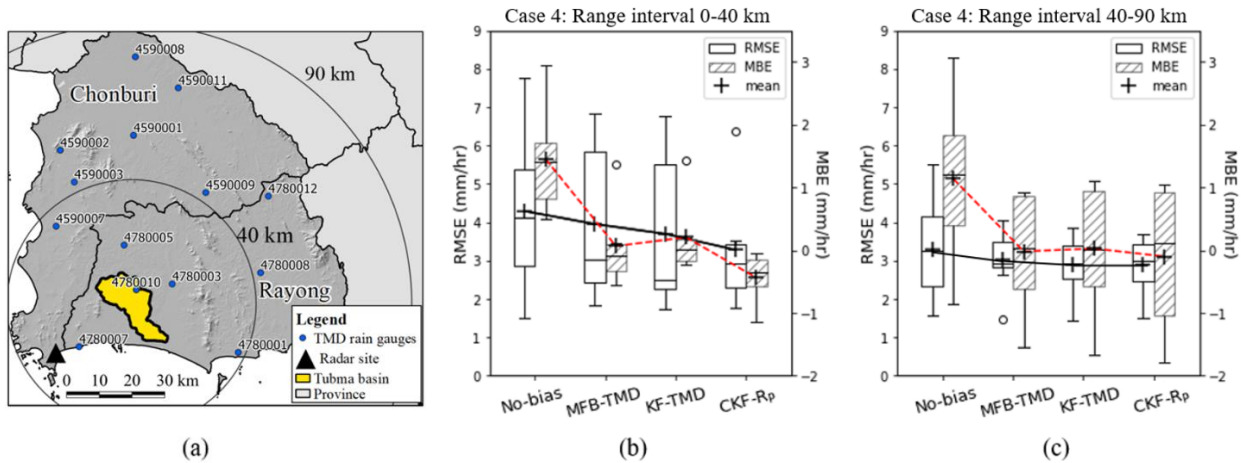 4590008
90 km
4590011
Chonburi
4590001
4590002
4590003
4590009
4780012
4590007
40 km
4780005
4780008
4780010
4780003
Rayong
4780007
4780001
0 10 20 30 km
Legend
TMD rain gauges
Radar site
Tubma basin
Province
(a)
Case 4: Range interval 0-40 km
RMSE
MBE
mean
RMSE (mm/hr)
9
8
7
6
5
4
3
2
1
0
MBE (mm/hr)
3
2
1
0
−1
−2
No-bias
MFB-TMD
KF-TMD
CKF-Rₚ
(b)
Case 4: Range interval 40-90 km
RMSE
MBE
mean
RMSE (mm/hr)
9
8
7
6
5
4
3
2
1
0
MBE (mm/hr)
3
2
1
0
−1
−2
No-bias
MFB-TMD
KF-TMD
CKF-Rₚ
(c)